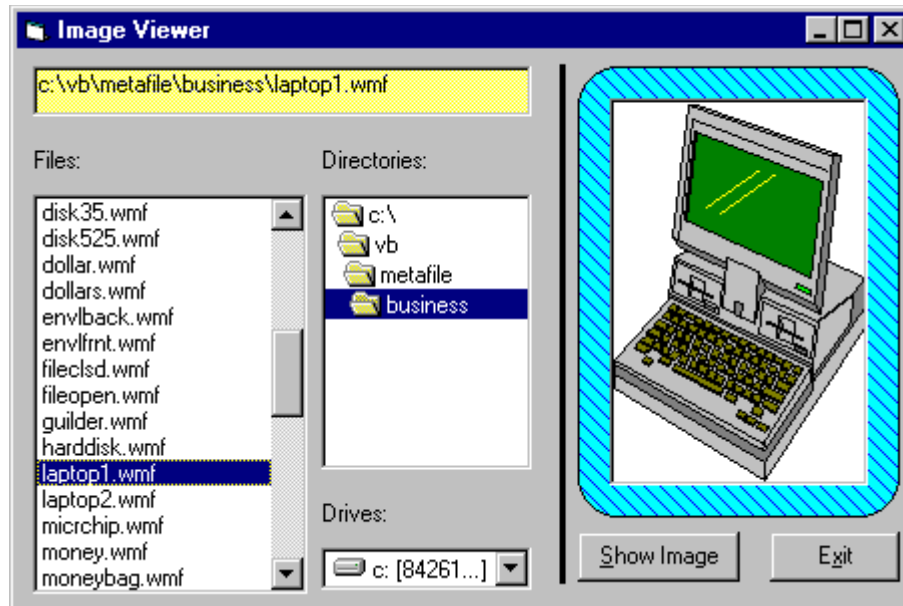 Image Viewer
c:\vb\metafile\business\laptop1.wmf
Files:
disk35.wmf
disk525.wmf
dollar.wmf
dollars.wmf
envlback.wmf
envlfrnt.wmf
fileclsd.wmf
fileopen.wmf
guilder.wmf
harddisk.wmf
laptop1.wmf
laptop2.wmf
micrchip.wmf
money.wmf
moneybag.wmf
Directories:
c:\
vb
metafile
business
Drives:
c: [84261...]
Show Image
Exit